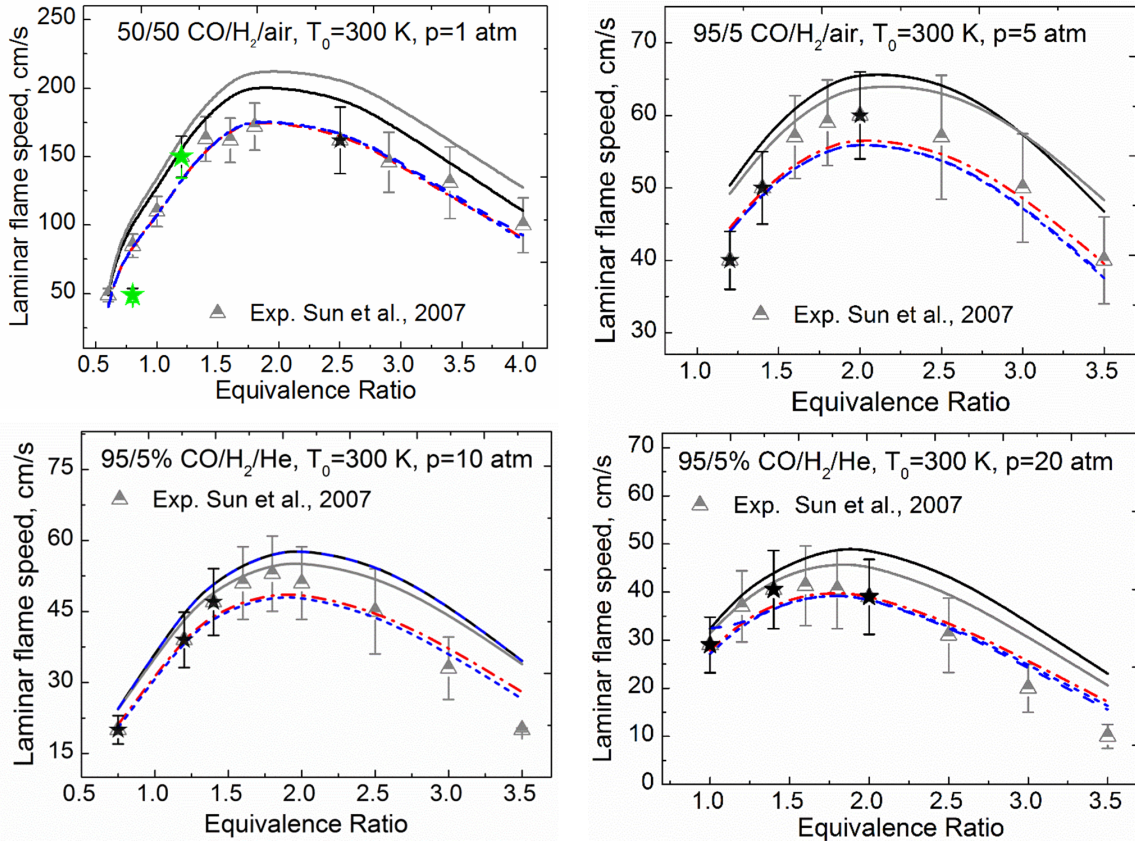 50/50 CO/H2/air, T0=300 K, p=1 atm
Laminar flame speed, cm/s
250
200
150
100
50
0
Exp. Sun et al., 2007
0.5 1.0 1.5 2.0 2.5 3.0 3.5 4.0
Equivalence Ratio
95/5 CO/H2/air, T0=300 K, p=5 atm
Laminar flame speed, cm/s
70
60
50
40
30
Exp. Sun et al., 2007
1.0 1.5 2.0 2.5 3.0 3.5
Equivalence Ratio
95/5% CO/H2/He, T0=300 K, p=10 atm
Exp. Sun et al., 2007
Laminar flame speed, cm/s
75
60
45
30
15
0.5 1.0 1.5 2.0 2.5 3.0 3.5
Equivalence Ratio
95/5% CO/H2/He, T0=300 K, p=20 atm
Exp. Sun et al., 2007
Laminar flame speed, cm/s
70
60
50
40
30
20
10
0
1.0 1.5 2.0 2.5 3.0 3.5
Equivalence Ratio